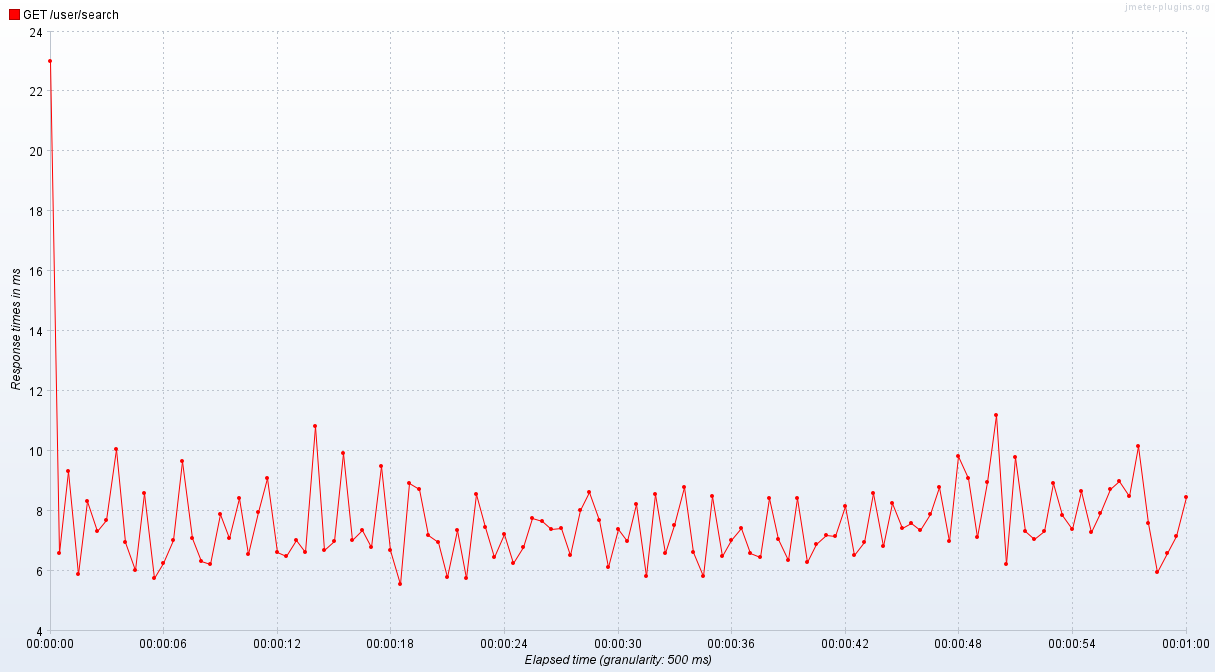 jmeter-plugins.org
GET /user/search
24
22
20
18
16
14
12
10
8
6
4
Response times in ms
00:00:00 00:00:06 00:00:12 00:00:18 00:00:24 00:00:30 00:00:36 00:00:42 00:00:48 00:00:54 00:01:00
Elapsed time (granularity: 500 ms)